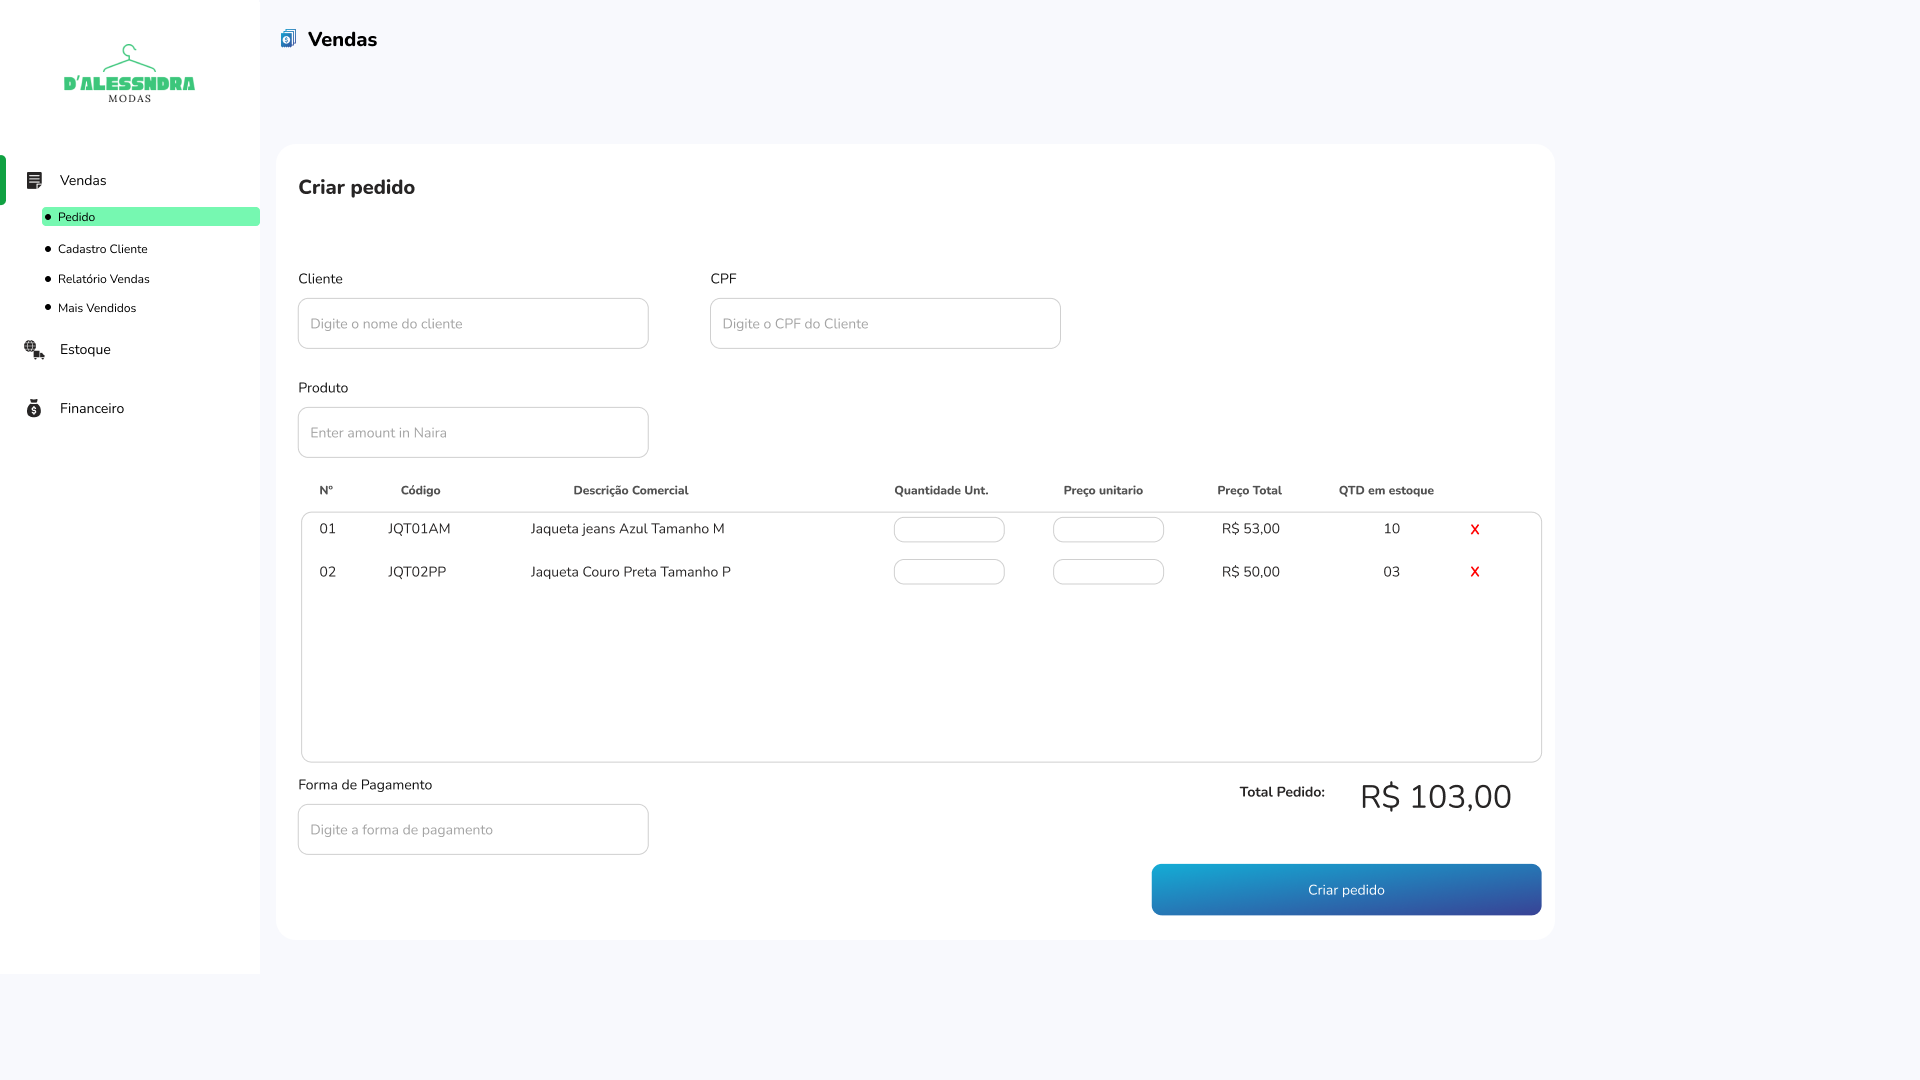 D'ALESSNDRA
MODAS
Vendas
Pedido
Cadastro Cliente
Relatório Vendas
Mais Vendidos
Estoque
Financeiro
Vendas
Criar pedido
Cliente CPF
Digite o nome do cliente Digite o CPF do Cliente
Produto
Enter amount in Naira
Nº Código Descrição Comercial Quantidade Unt. Preço unitario Preço Total QTD em estoque
01 JQT01AM Jaqueta jeans Azul Tamanho M R$ 53,00 10 X
02 JQT02PP Jaqueta Couro Preta Tamanho P R$ 50,00 03 X
Forma de Pagamento
Digite a forma de pagamento
Total Pedido: R$ 103,00
Criar pedido